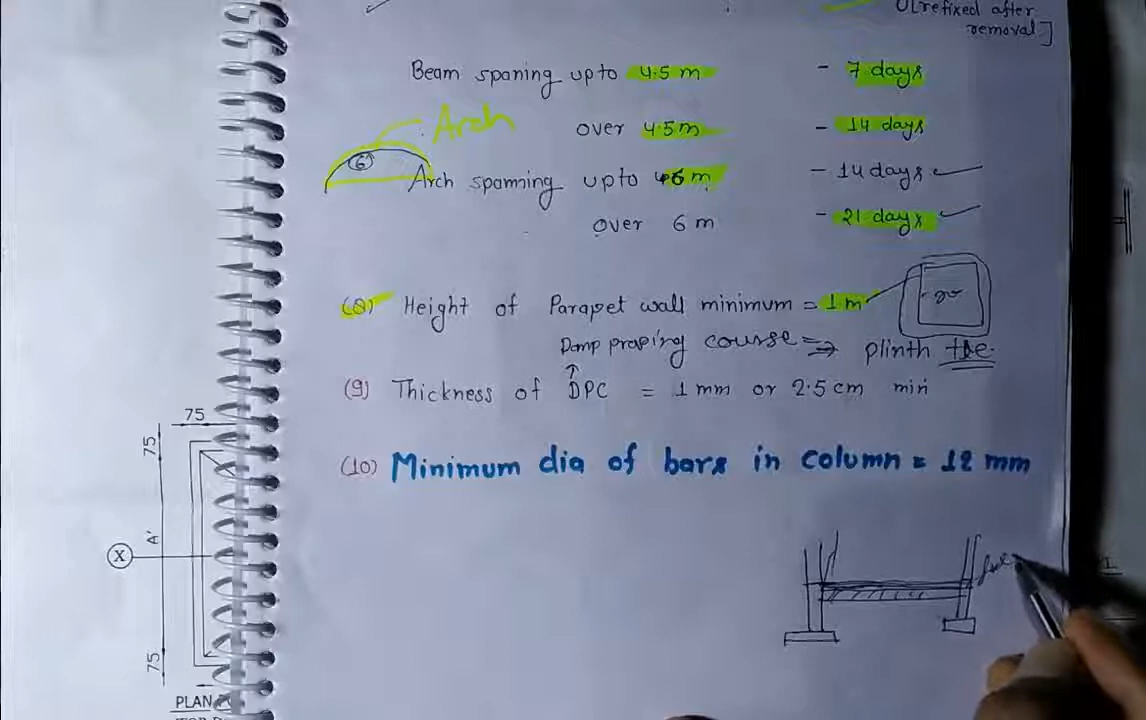 [refixed after
removal]
Beam spaning upto 4.5 m - 7 days
Arch
over 4.5m - 14 days
6
Arch spanning upto 6 m - 14 days
over 6 m - 21 days
(8) Height of Parapet wall minimum = 1 m
Damp proping course ⇒ plinth
(9) Thickness of DPC = 1 mm or 2.5 cm min
(10) Minimum dia of bars in column = 12 mm
75
75
A'
X
75
PLAN